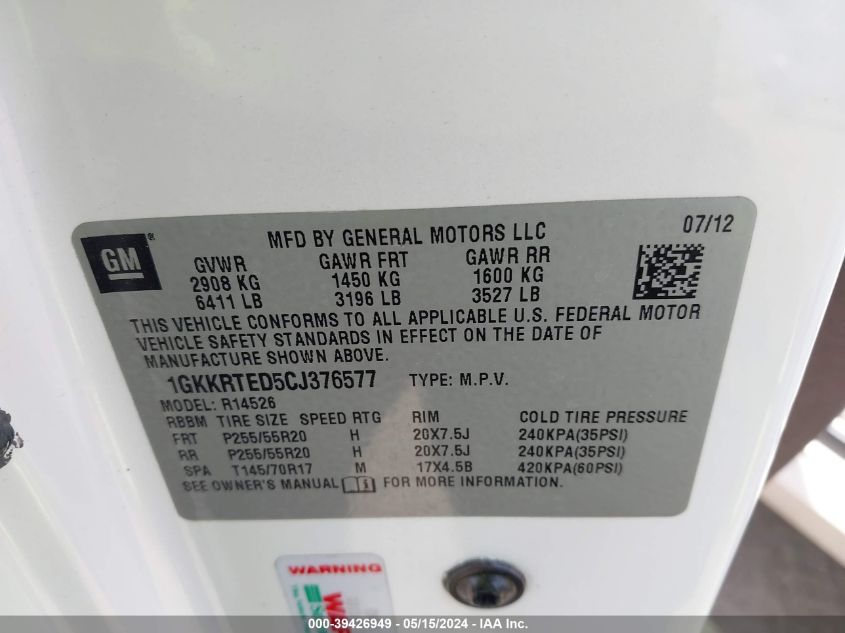 GM®
MFD BY GENERAL MOTORS LLC 07/12
GVWR GAWR FRT GAWR RR
2908 KG 1450 KG 1600 KG
6411 LB 3196 LB 3527 LB
THIS VEHICLE CONFORMS TO ALL APPLICABLE U.S. FEDERAL MOTOR
VEHICLE SAFETY STANDARDS IN EFFECT ON THE DATE OF
MANUFACTURE SHOWN ABOVE.
1GKKRTED5CJ376577 TYPE: M.P.V.
MODEL: R14526
RBBM TIRE SIZE SPEED RTG RIM COLD TIRE PRESSURE
FRT P255/55R20 H 20X7.5J 240KPA(35PSI)
RR P255/55R20 H 20X7.5J 240KPA(35PSI)
SPA T145/70R17 M 17X4.5B 420KPA(60PSI)
SEE OWNER'S MANUAL FOR MORE INFORMATION.
WARNING
000-39426949 - 05/15/2024 - IAA Inc.